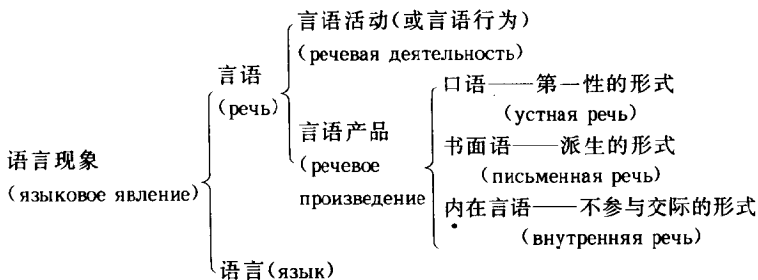 言语活动(或言语行为)
(речевая деятельность)
言语
(речь)
口语——第一性的形式
(устная речь)
言语产品
(речевое
произведение
书面语——派生的形式
(письменная речь)
语言现象
(языковое явление)
内在言语——不参与交际的形式
(внутренняя речь)
语言(язык)